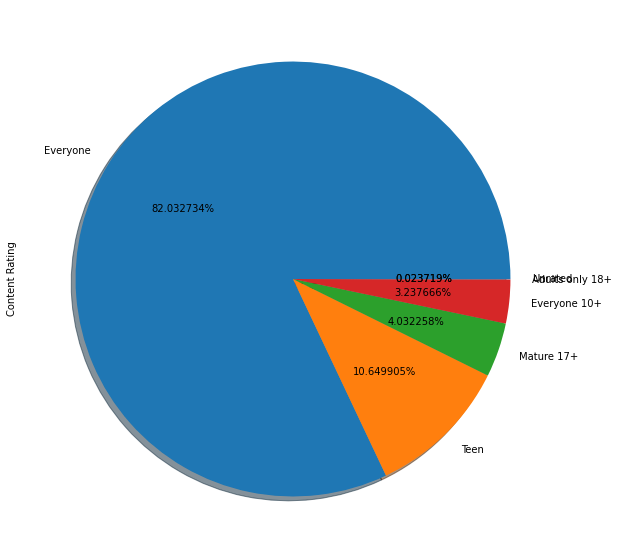 Everyone
82.032734%
Content Rating
0.023719%
Adults only 18+
3.237666%
Everyone 10+
4.032258%
Mature 17+
10.649905%
Teen